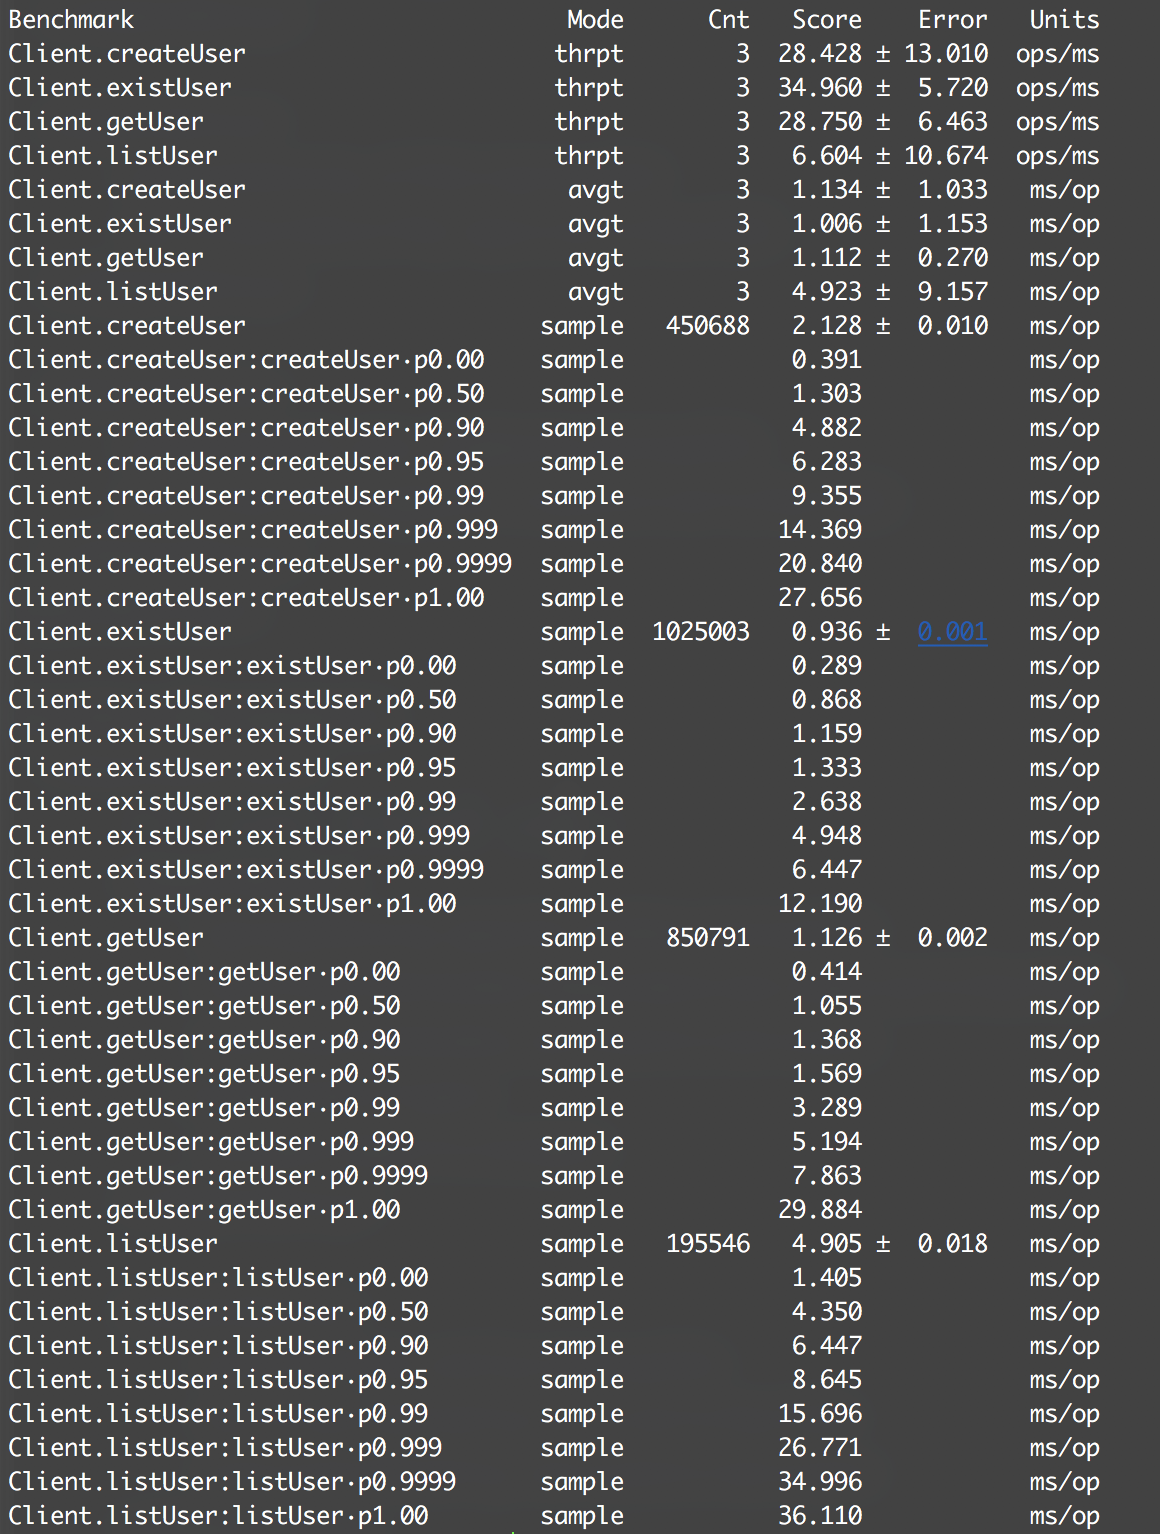 Benchmark Mode Cnt Score Error Units
Client.createUser thrpt 3 28.428 ± 13.010 ops/ms
Client.existUser thrpt 3 34.960 ± 5.720 ops/ms
Client.getUser thrpt 3 28.750 ± 6.463 ops/ms
Client.listUser thrpt 3 6.604 ± 10.674 ops/ms
Client.createUser avgt 3 1.134 ± 1.033 ms/op
Client.existUser avgt 3 1.006 ± 1.153 ms/op
Client.getUser avgt 3 1.112 ± 0.270 ms/op
Client.listUser avgt 3 4.923 ± 9.157 ms/op
Client.createUser sample 450688 2.128 ± 0.010 ms/op
Client.createUser:createUser·p0.00 sample 0.391 ms/op
Client.createUser:createUser·p0.50 sample 1.303 ms/op
Client.createUser:createUser·p0.90 sample 4.882 ms/op
Client.createUser:createUser·p0.95 sample 6.283 ms/op
Client.createUser:createUser·p0.99 sample 9.355 ms/op
Client.createUser:createUser·p0.999 sample 14.369 ms/op
Client.createUser:createUser·p0.9999 sample 20.840 ms/op
Client.createUser:createUser·p1.00 sample 27.656 ms/op
Client.existUser sample 1025003 0.936 ± 0.001 ms/op
Client.existUser:existUser·p0.00 sample 0.289 ms/op
Client.existUser:existUser·p0.50 sample 0.868 ms/op
Client.existUser:existUser·p0.90 sample 1.159 ms/op
Client.existUser:existUser·p0.95 sample 1.333 ms/op
Client.existUser:existUser·p0.99 sample 2.638 ms/op
Client.existUser:existUser·p0.999 sample 4.948 ms/op
Client.existUser:existUser·p0.9999 sample 6.447 ms/op
Client.existUser:existUser·p1.00 sample 12.190 ms/op
Client.getUser sample 850791 1.126 ± 0.002 ms/op
Client.getUser:getUser·p0.00 sample 0.414 ms/op
Client.getUser:getUser·p0.50 sample 1.055 ms/op
Client.getUser:getUser·p0.90 sample 1.368 ms/op
Client.getUser:getUser·p0.95 sample 1.569 ms/op
Client.getUser:getUser·p0.99 sample 3.289 ms/op
Client.getUser:getUser·p0.999 sample 5.194 ms/op
Client.getUser:getUser·p0.9999 sample 7.863 ms/op
Client.getUser:getUser·p1.00 sample 29.884 ms/op
Client.listUser sample 195546 4.905 ± 0.018 ms/op
Client.listUser:listUser·p0.00 sample 1.405 ms/op
Client.listUser:listUser·p0.50 sample 4.350 ms/op
Client.listUser:listUser·p0.90 sample 6.447 ms/op
Client.listUser:listUser·p0.95 sample 8.645 ms/op
Client.listUser:listUser·p0.99 sample 15.696 ms/op
Client.listUser:listUser·p0.999 sample 26.771 ms/op
Client.listUser:listUser·p0.9999 sample 34.996 ms/op
Client.listUser:listUser·p1.00 sample 36.110 ms/op